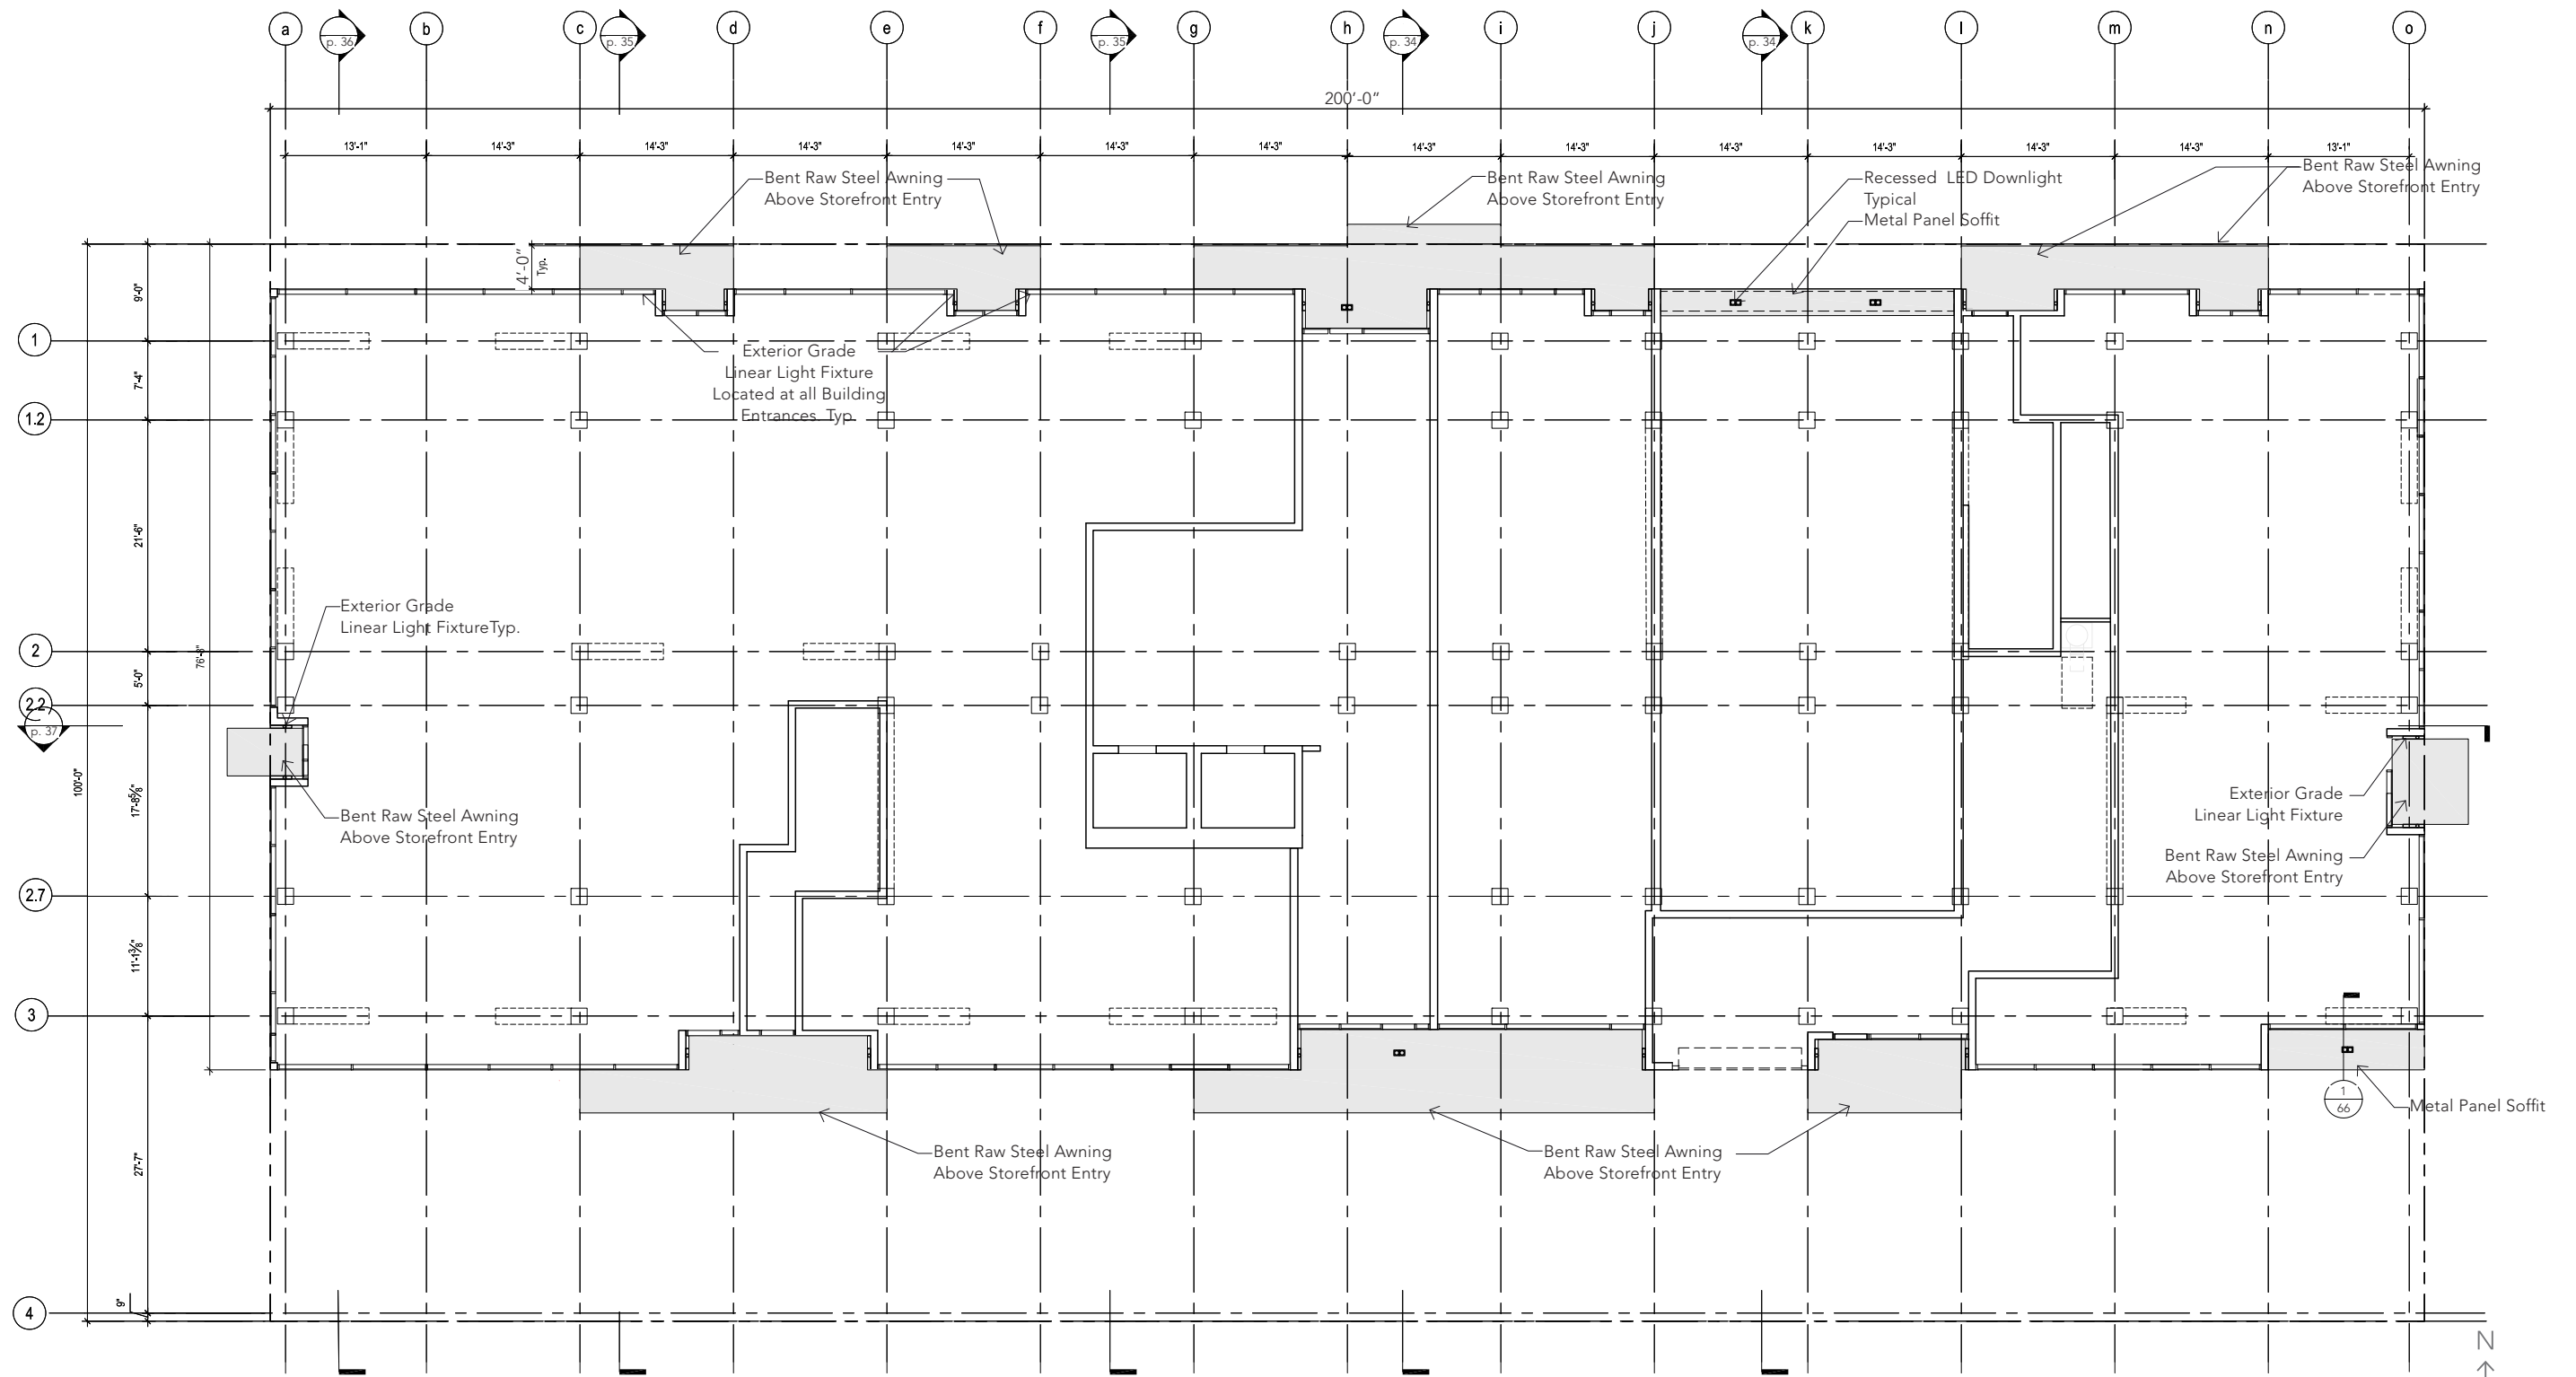 a
p. 36
b
c
p. 35
d
e
f
p. 35
g
h
p. 34
i
j
p. 34
k
l
m
n
o
200'-0"
13'-1"
14'-3"
14'-3"
14'-3"
14'-3"
14'-3"
14'-3"
14'-3"
14'-3"
14'-3"
14'-3"
14'-3"
14'-3"
13'-1"
Bent Raw Steel Awning
Above Storefront Entry
Bent Raw Steel Awning
Above Storefront Entry
Recessed LED Downlight
Typical
Metal Panel Soffit
Bent Raw Steel Awning
Above Storefront Entry
4'-0"
Typ.
9'-0"
1
7'-4"
1.2
Exterior Grade
Linear Light Fixture
Located at all Building
Entrances. Typ
21'-6"
Exterior Grade
Linear Light FixtureTyp.
2
76'-8"
5'-0"
2.2
p. 37
100'-0"
17'-8⅝"
Bent Raw Steel Awning
Above Storefront Entry
Exterior Grade
Linear Light Fixture
Bent Raw Steel Awning
Above Storefront Entry
2.7
11'-1⅜"
3
1
66
Metal Panel Soffit
27'-7"
Bent Raw Steel Awning
Above Storefront Entry
Bent Raw Steel Awning
Above Storefront Entry
9"
4
N